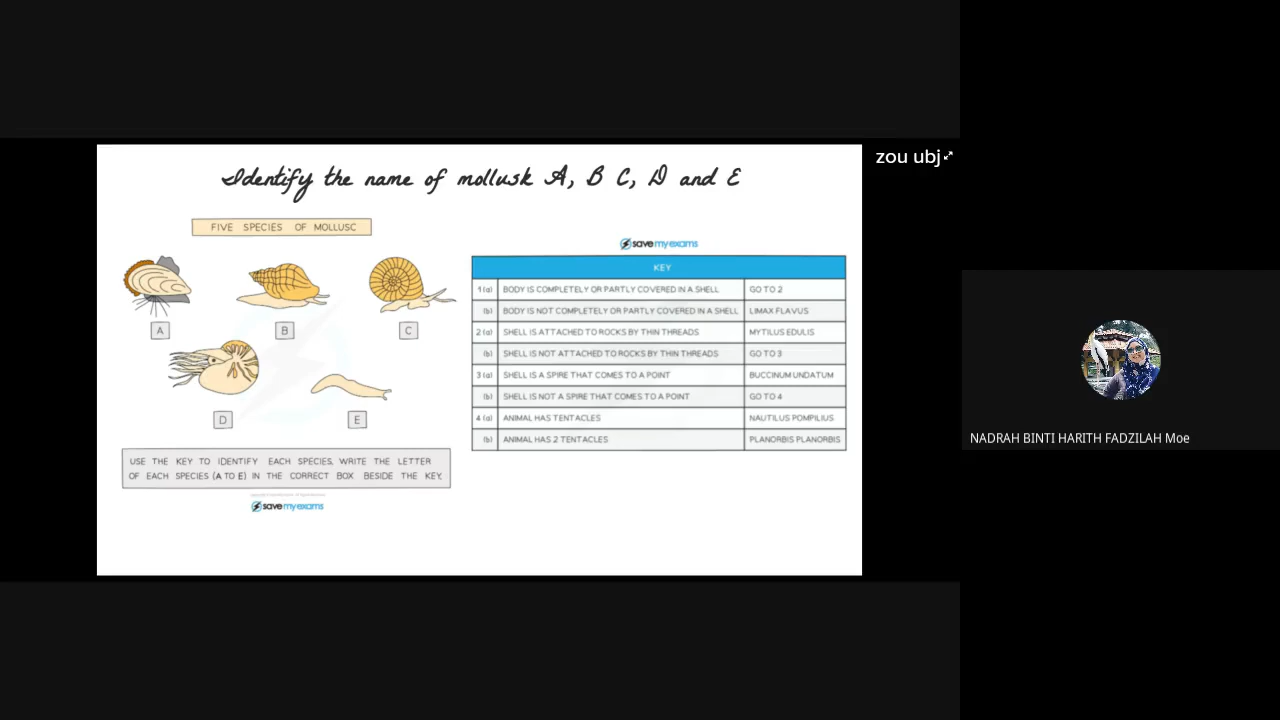 zou ubj
Identify the name of mollusk A, B C, D and E
FIVE SPECIES OF MOLLUSC
A
B
C
D
E
USE THE KEY TO IDENTIFY EACH SPECIES, WRITE THE LETTER
OF EACH SPECIES (A TO E) IN THE CORRECT BOX BESIDE THE KEY.
save my exams
save my exams
KEY
1 (a) BODY IS COMPLETELY OR PARTLY COVERED IN A SHELL GO TO 2
(b) BODY IS NOT COMPLETELY OR PARTLY COVERED IN A SHELL LIMAX FLAVUS
2 (a) SHELL IS ATTACHED TO ROCKS BY THIN THREADS MYTILUS EDULIS
(b) SHELL IS NOT ATTACHED TO ROCKS BY THIN THREADS GO TO 3
3 (a) SHELL IS A SPIRE THAT COMES TO A POINT BUCCINUM UNDATUM
(b) SHELL IS NOT A SPIRE THAT COMES TO A POINT GO TO 4
4 (a) ANIMAL HAS TENTACLES NAUTILUS POMPILIUS
(b) ANIMAL HAS 2 TENTACLES PLANORBIS PLANORBIS
NADRAH BINTI HARITH FADZILAH Moe